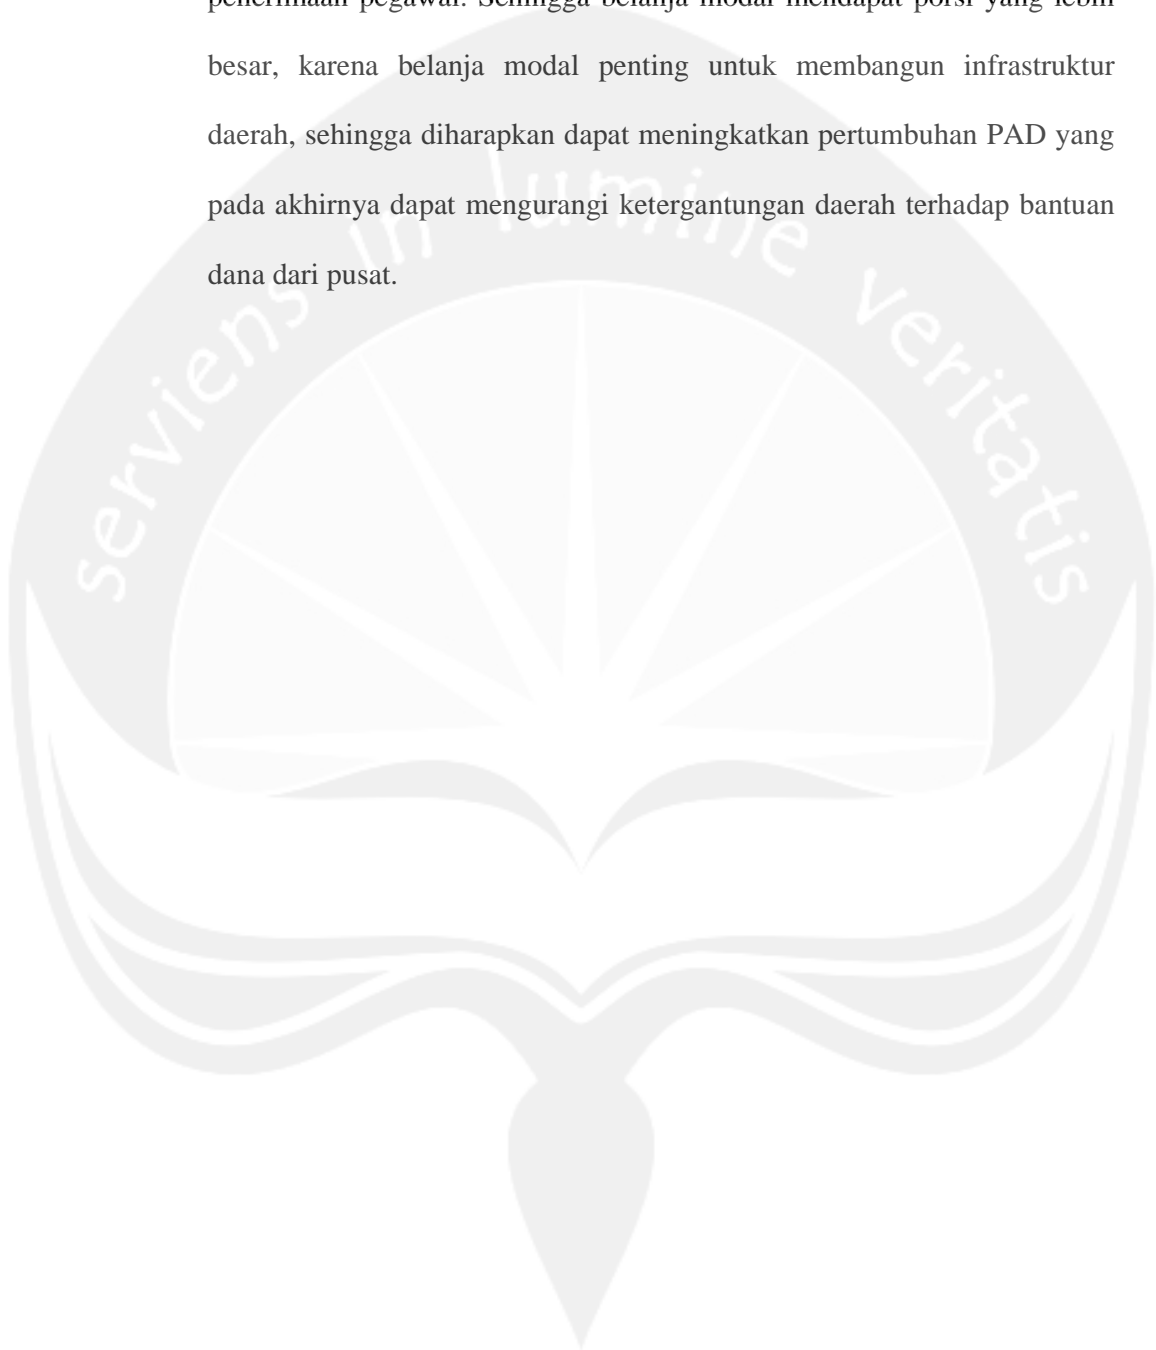 penerimaan pegawai. Sehingga belanja modal mendapat porsi yang lebih
besar, karena belanja modal penting untuk membangun infrastruktur
daerah, sehingga diharapkan dapat meningkatkan pertumbuhan PAD yang
pada akhirnya dapat mengurangi ketergantungan daerah terhadap bantuan
dana dari pusat.
serviens in lumine veritatis